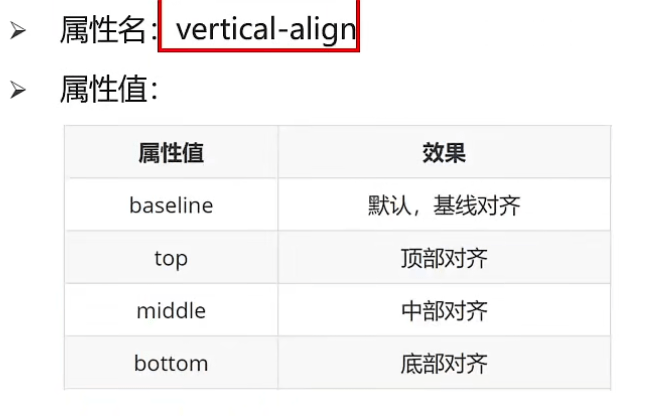 ➢ 属性名：vertical-align
➢ 属性值：
属性值 效果
baseline 默认，基线对齐
top 顶部对齐
middle 中部对齐
bottom 底部对齐